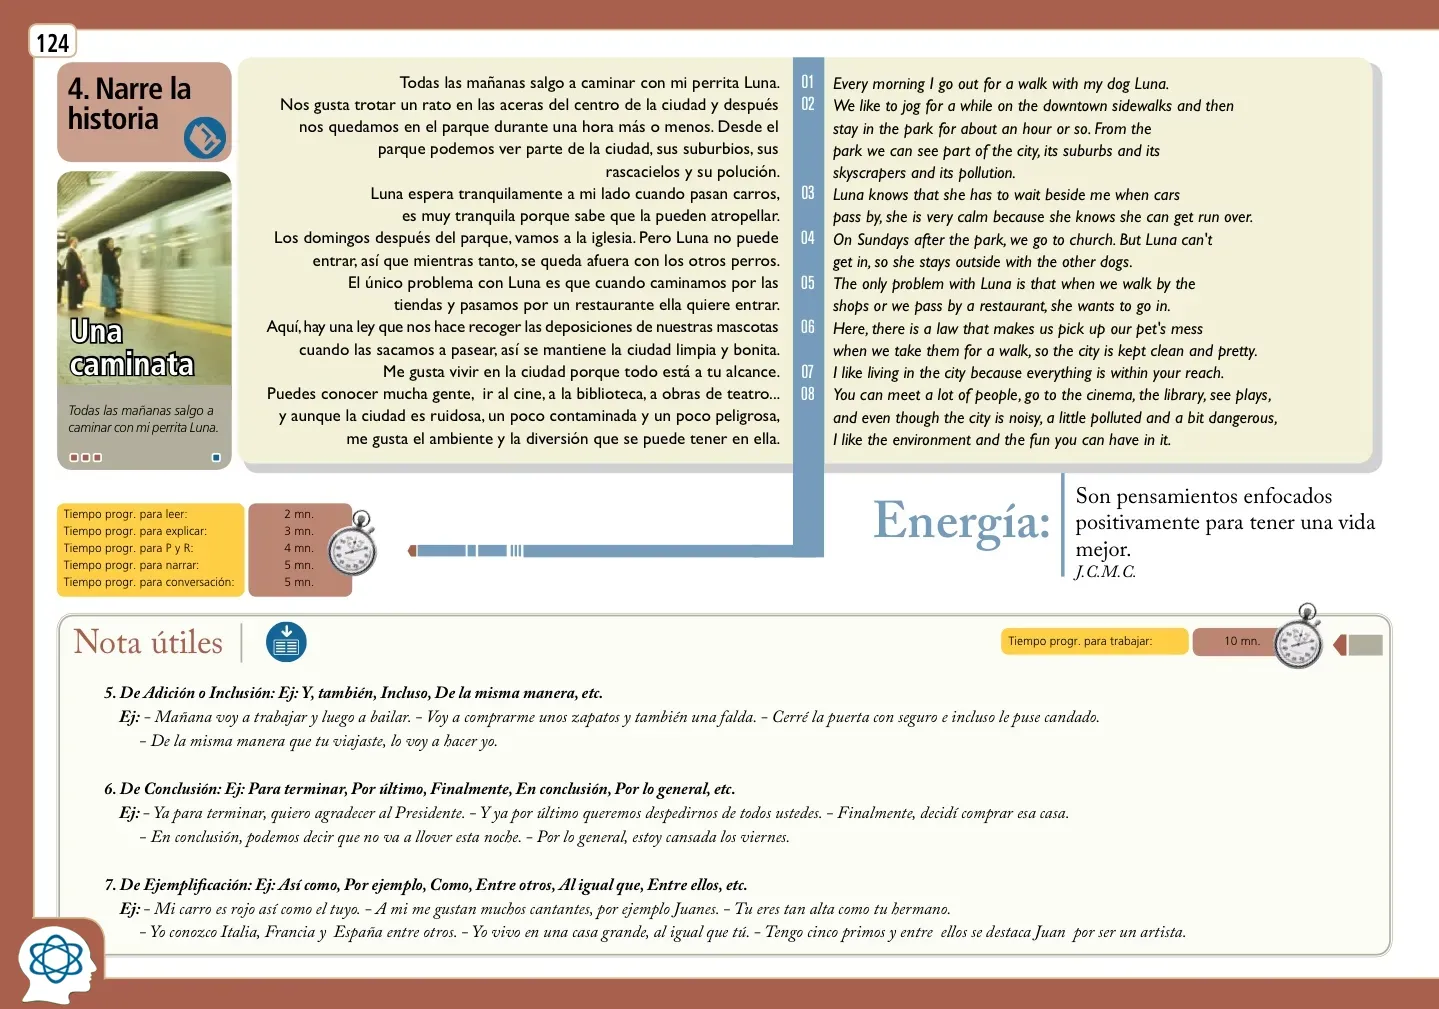 124
4. Narre la
historia
Una
caminata
Todas las mañanas salgo a
caminar con mi perrita Luna.
Todas las mañanas salgo a caminar con mi perrita Luna.
Nos gusta trotar un rato en las aceras del centro de la ciudad y después
nos quedamos en el parque durante una hora más o menos. Desde el
parque podemos ver parte de la ciudad, sus suburbios, sus
rascacielos y su polución.
Luna espera tranquilamente a mi lado cuando pasan carros,
es muy tranquila porque sabe que la pueden atropellar.
Los domingos después del parque, vamos a la iglesia. Pero Luna no puede
entrar, así que mientras tanto, se queda afuera con los otros perros.
El único problema con Luna es que cuando caminamos por las
tiendas y pasamos por un restaurante ella quiere entrar.
Aquí, hay una ley que nos hace recoger las deposiciones de nuestras mascotas
cuando las sacamos a pasear, así se mantiene la ciudad limpia y bonita.
Me gusta vivir en la ciudad porque todo está a tu alcance.
Puedes conocer mucha gente, ir al cine, a la biblioteca, a obras de teatro...
y aunque la ciudad es ruidosa, un poco contaminada y un poco peligrosa,
me gusta el ambiente y la diversión que se puede tener en ella.
01 Every morning I go out for a walk with my dog Luna.
02 We like to jog for a while on the downtown sidewalks and then
stay in the park for about an hour or so. From the
park we can see part of the city, its suburbs and its
skyscrapers and its pollution.
03 Luna knows that she has to wait beside me when cars
pass by, she is very calm because she knows she can get run over.
04 On Sundays after the park, we go to church. But Luna can't
get in, so she stays outside with the other dogs.
05 The only problem with Luna is that when we walk by the
shops or we pass by a restaurant, she wants to go in.
06 Here, there is a law that makes us pick up our pet's mess
when we take them for a walk, so the city is kept clean and pretty.
07 I like living in the city because everything is within your reach.
08 You can meet a lot of people, go to the cinema, the library, see plays,
and even though the city is noisy, a little polluted and a bit dangerous,
I like the environment and the fun you can have in it.
Tiempo progr. para leer: 2 mn.
Tiempo progr. para explicar: 3 mn.
Tiempo progr. para P y R: 4 mn.
Tiempo progr. para narrar: 5 mn.
Tiempo progr. para conversación: 5 mn.
Energía:
Son pensamientos enfocados
positivamente para tener una vida
mejor.
J.C.M.C.
Nota útiles
Tiempo progr. para trabajar: 10 mn.
5. De Adición o Inclusión: Ej: Y, también, Incluso, De la misma manera, etc.
Ej: - Mañana voy a trabajar y luego a bailar. - Voy a comprarme unos zapatos y también una falda. - Cerré la puerta con seguro e incluso le puse candado.
- De la misma manera que tu viajaste, lo voy a hacer yo.
6. De Conclusión: Ej: Para terminar, Por último, Finalmente, En conclusión, Por lo general, etc.
Ej: - Ya para terminar, quiero agradecer al Presidente. - Y ya por último queremos despedirnos de todos ustedes. - Finalmente, decidí comprar esa casa.
- En conclusión, podemos decir que no va a llover esta noche. - Por lo general, estoy cansada los viernes.
7. De Ejemplificación: Ej: Así como, Por ejemplo, Como, Entre otros, Al igual que, Entre ellos, etc.
Ej: - Mi carro es rojo así como el tuyo. - A mi me gustan muchos cantantes, por ejemplo Juanes. - Tu eres tan alta como tu hermano.
- Yo conozco Italia, Francia y España entre otros. - Yo vivo en una casa grande, al igual que tú. - Tengo cinco primos y entre ellos se destaca Juan por ser un artista.